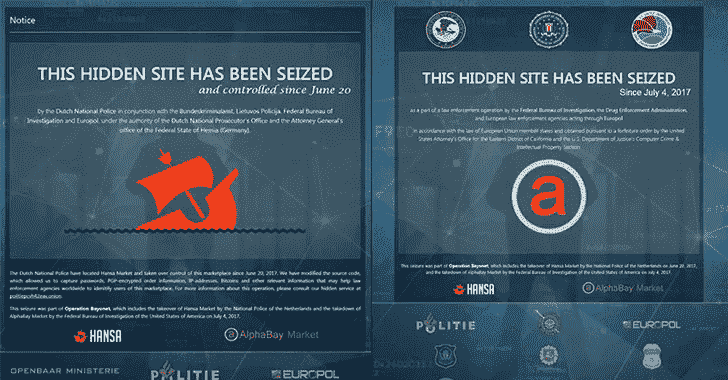 Notice
THIS HIDDEN SITE HAS BEEN SEIZED
and controlled since June 20
by the Dutch National Police in conjunction with the Bundeskriminalamt, Lietuvos Policija, Federal Bureau of
Investigation and Europol, under the authority of the Dutch National Prosecutor's Office and the Attorney General's
office of the Federal State of Hessia (Germany).
The Dutch National Police have located Hansa Market and taken over control of this marketplace since June 20, 2017. We have modified the source code,
which allowed us to capture passwords, PGP-encrypted order information, IP-addresses, Bitcoins and other relevant information that may help law
enforcement agencies worldwide to identify users of this marketplace. For more information about this operation, please consult our hidden service at
This seizure was part of Operation Bayonet, which includes the takeover of Hansa Market by the National Police of the Netherlands and the takedown of
AlphaBay Market by the Federal Bureau of Investigation of the United States of America on July 4, 2017.
HANSA
a AlphaBay Market
OPENBAAR MINISTERIE
POLITIE
EUROPOL
THIS HIDDEN SITE HAS BEEN SEIZED
Since July 4, 2017
as a part of a law enforcement operation by the Federal Bureau of Investigation, the Drug Enforcement Administration,
and European law enforcement agencies acting through Europol
in accordance with the law of European Union member states and obtained pursuant to a forfeiture order by the United
States Attorney's Office for the Eastern District of California and the U.S. Department of Justice's Computer Crime &
Intellectual Property Section
a
This seizure was part of Operation Bayonet, which includes the takeover of Hansa Market by the National Police of the Netherlands on June 20, 2017,
and the takedown of AlphaBay Market by the Federal Bureau of Investigation of the United States of America on July 4, 2017.
HANSA
a AlphaBay Market
POLITIE
EUROPOL